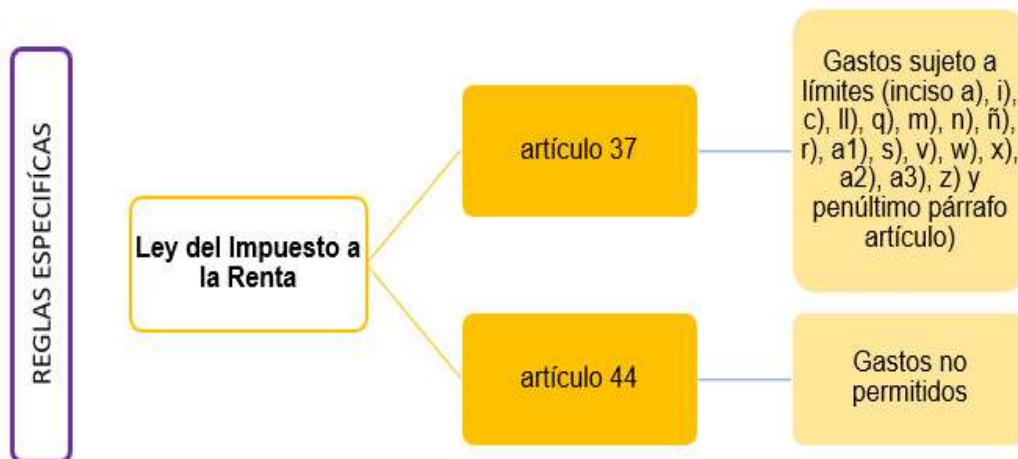 REGLAS ESPECIFÍCAS
Ley del Impuesto a
la Renta
artículo 37
Gastos sujeto a
límites (inciso a), i),
c), ll), q), m), n), ñ),
r), a1), s), v), w), x),
a2), a3), z) y
penúltimo párrafo
artículo)
artículo 44
Gastos no
permitidos